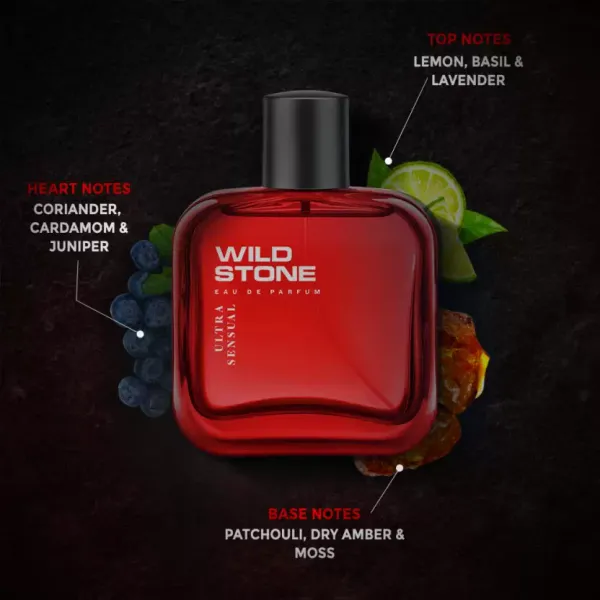 TOP NOTES
LEMON, BASIL &
LAVENDER
HEART NOTES
CORIANDER,
CARDAMOM &
JUNIPER
WILD
STONE
EAU DE PARFUM
ULTRA
SENSUAL
BASE NOTES
PATCHOULI, DRY AMBER &
MOSS